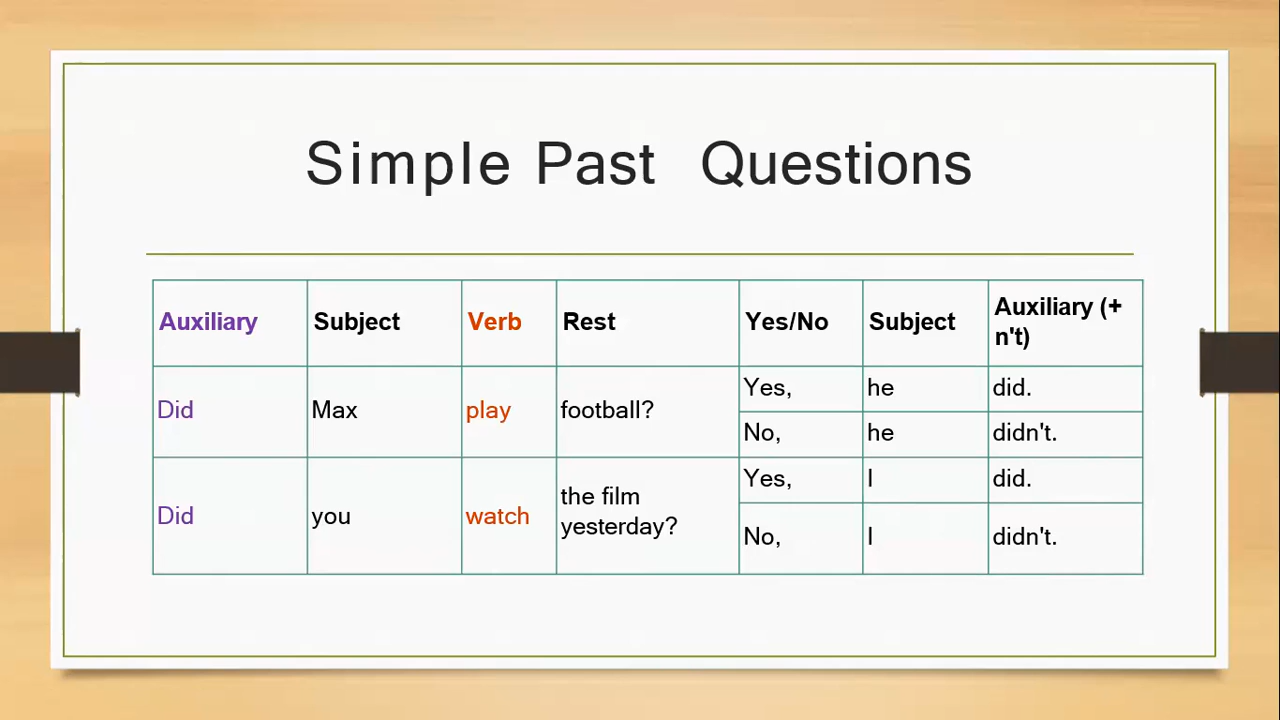 Simple Past Questions
Auxiliary Subject Verb Rest Yes/No Subject Auxiliary (+ n't)
Did Max play football? Yes, he did.
No, he didn't.
Did you watch the film yesterday? Yes, I did.
No, I didn't.